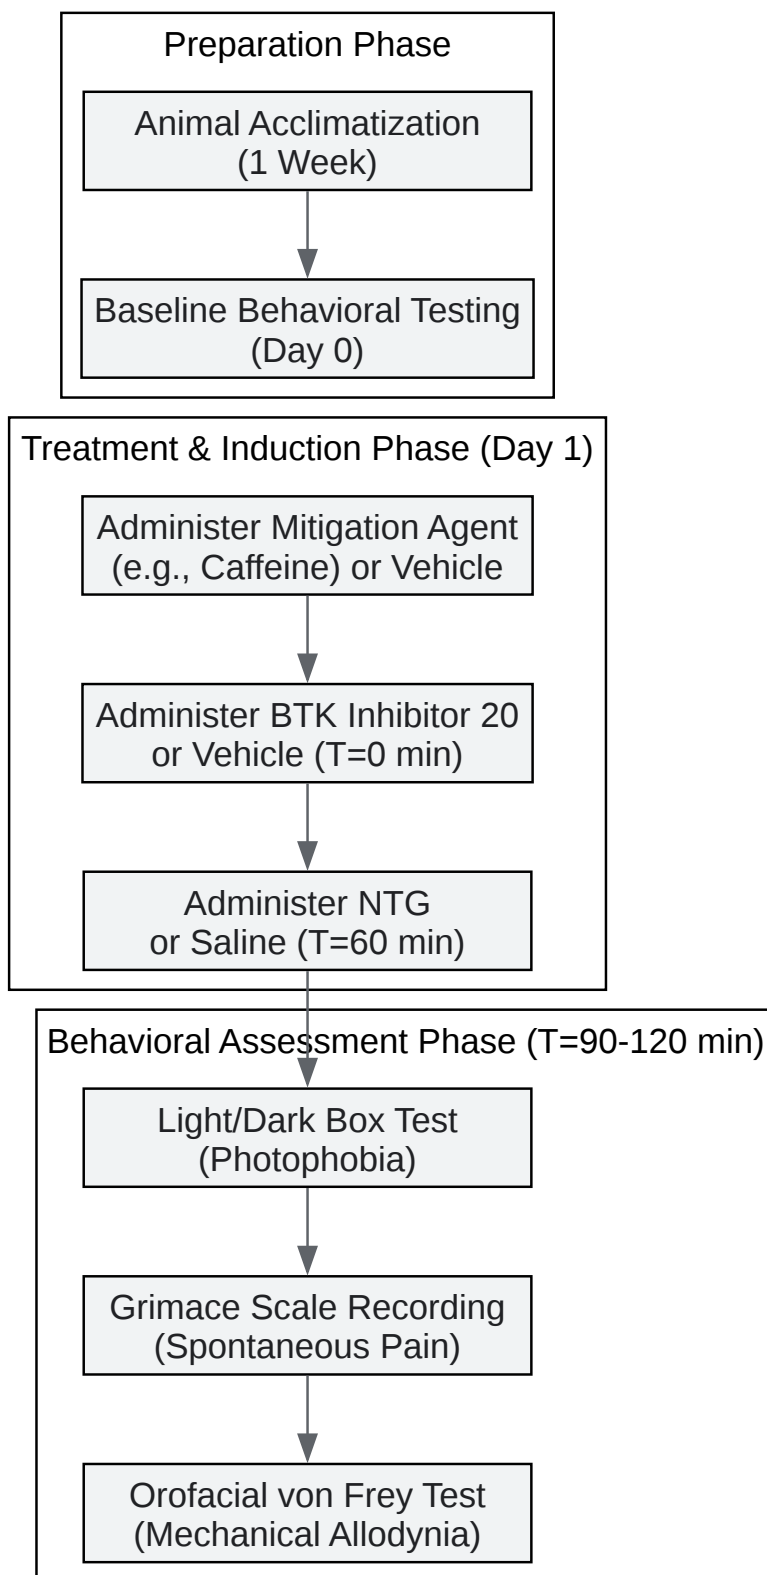 Preparation Phase
Animal Acclimatization
(1 Week)
Baseline Behavioral Testing
(Day 0)
Treatment & Induction Phase (Day 1)
Administer Mitigation Agent
(e.g., Caffeine) or Vehicle
Administer BTK Inhibitor 20
or Vehicle (T=0 min)
Administer NTG
or Saline (T=60 min)
Behavioral Assessment Phase (T=90-120 min)
Light/Dark Box Test
(Photophobia)
Grimace Scale Recording
(Spontaneous Pain)
Orofacial von Frey Test
(Mechanical Allodynia)